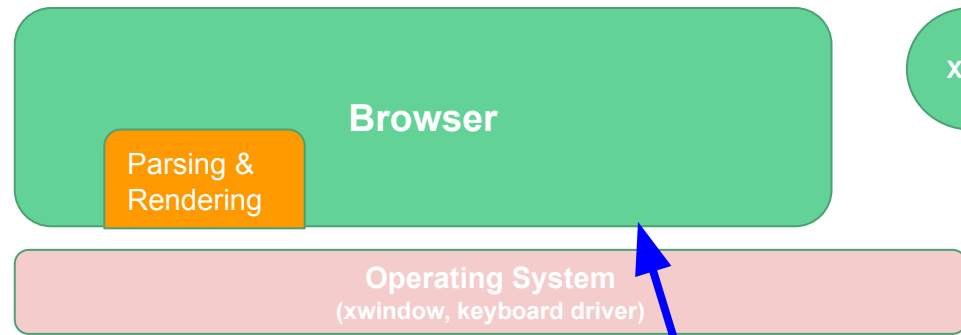 Browser
X
Parsing &
Rendering
Operating System
(xwindow, keyboard driver)